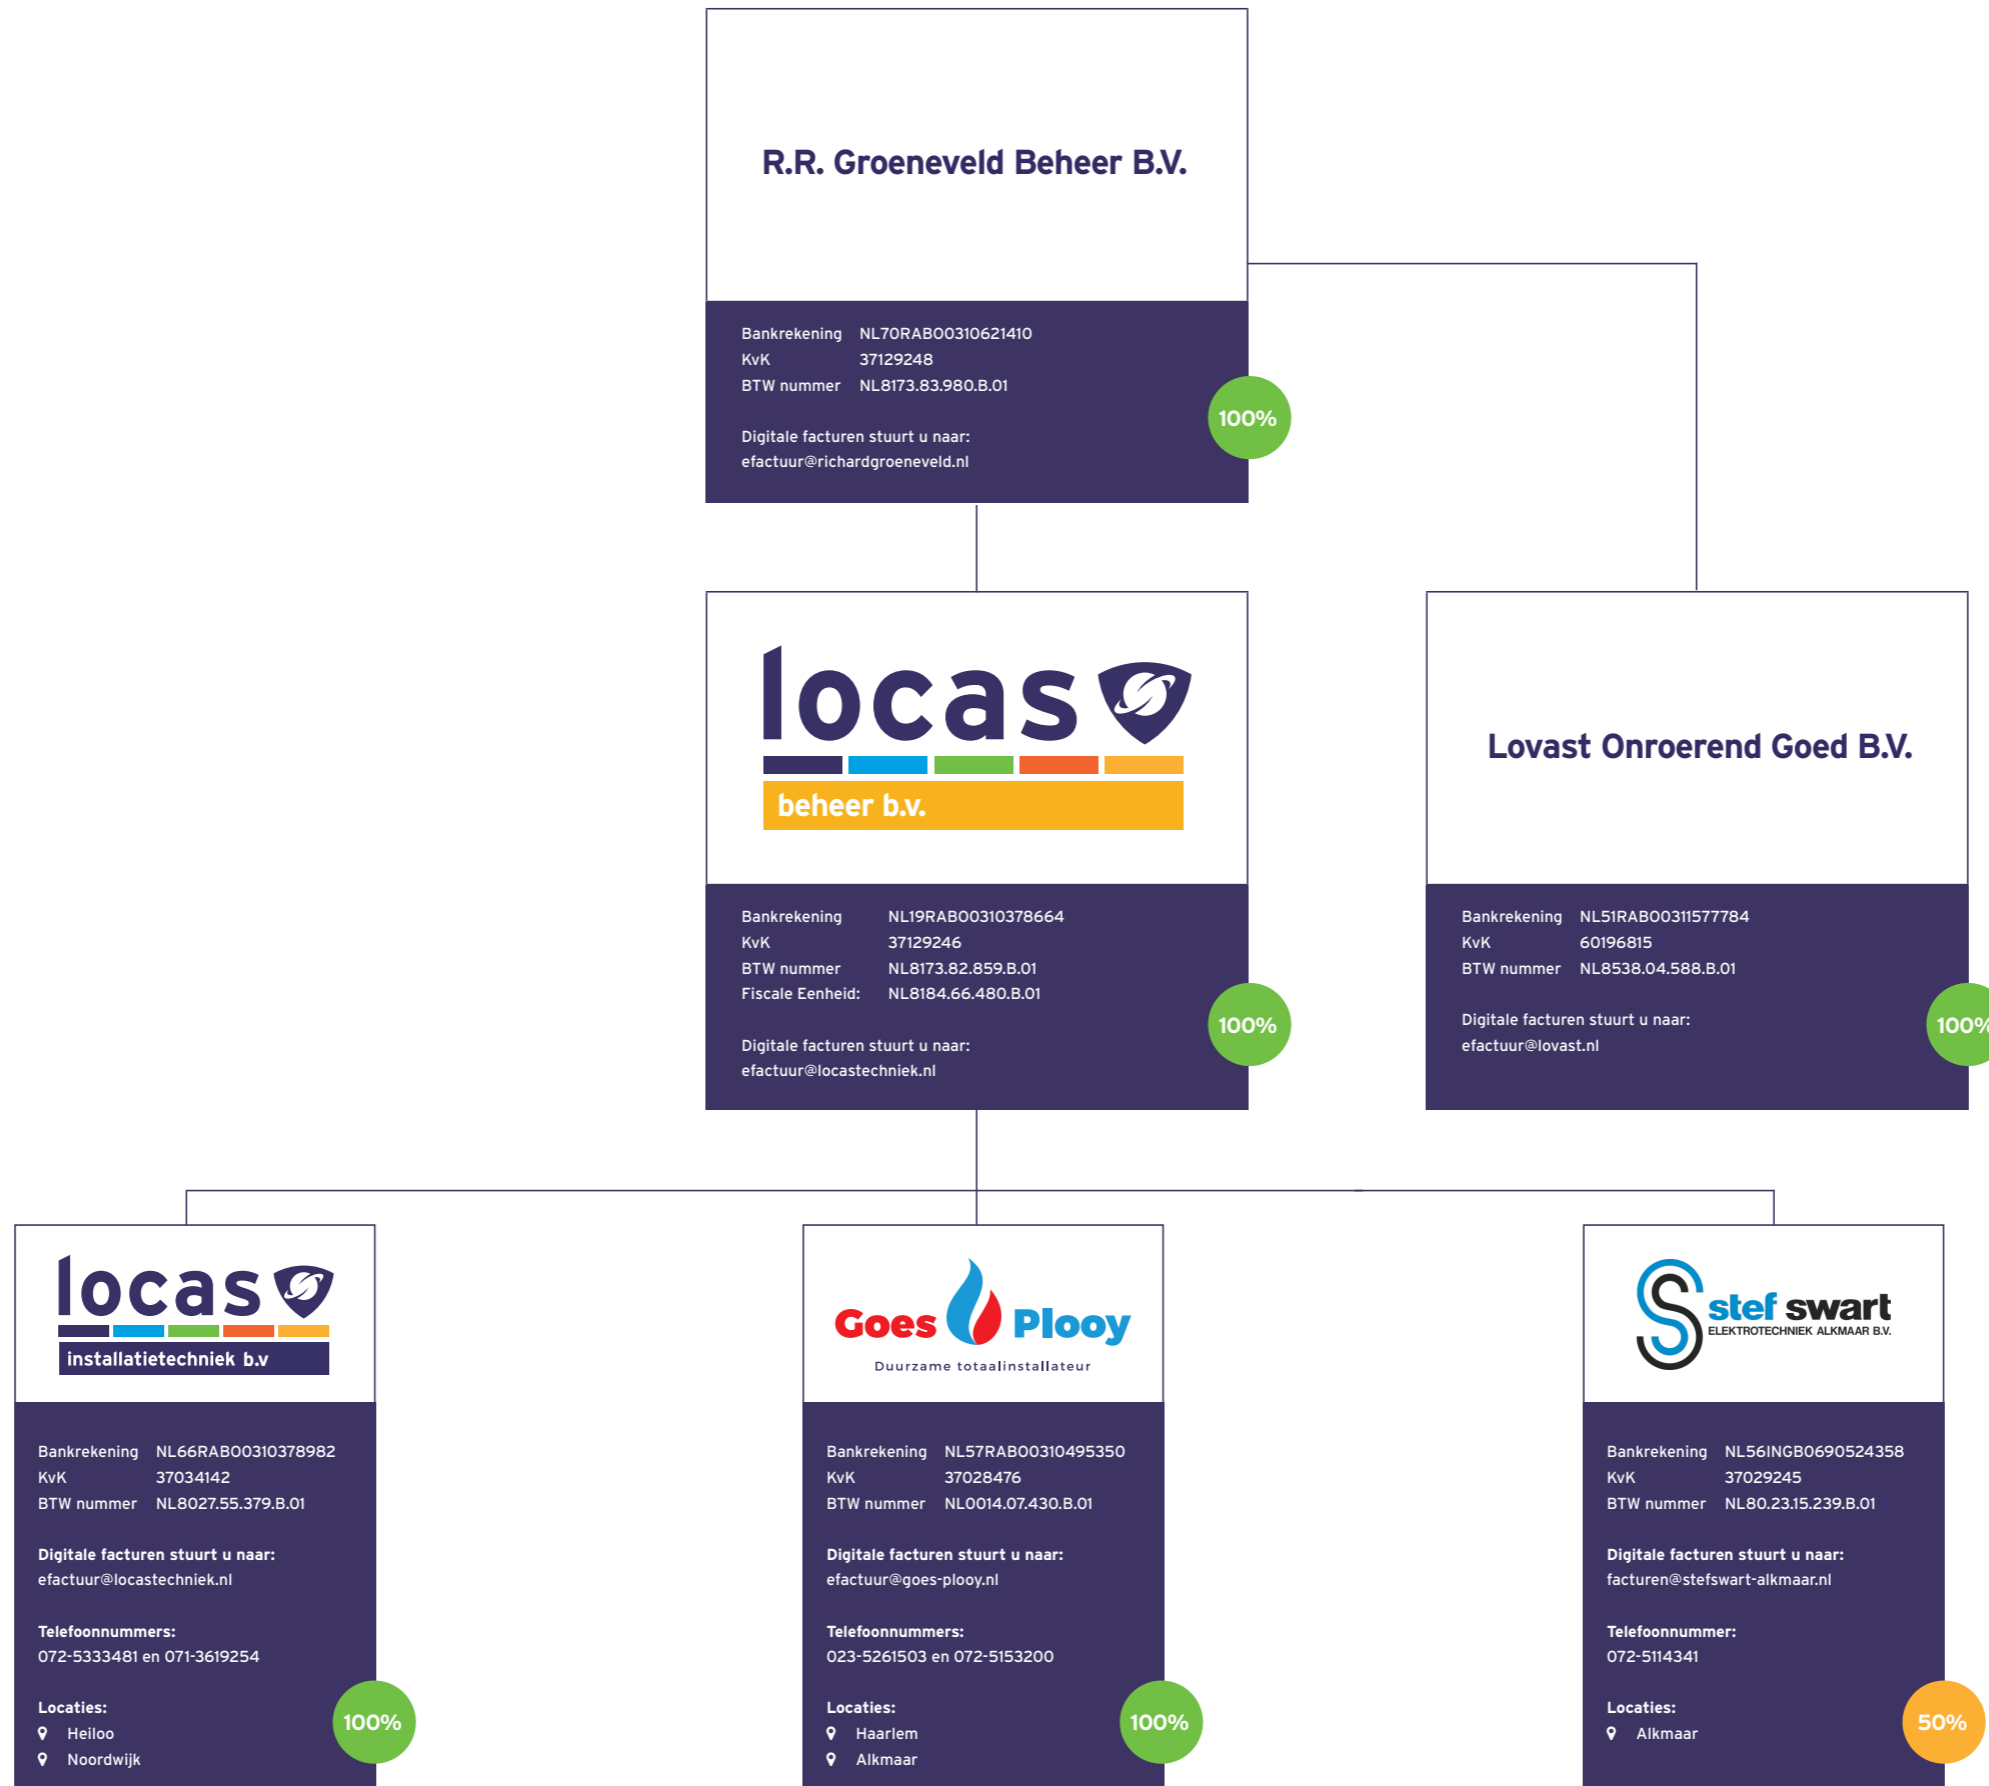 R.R. Groeneveld Beheer B.V.
Bankrekening NL70RABO0310621410
KvK 37129248
BTW nummer NL8173.83.980.B.01
Digitale facturen stuurt u naar:
efactuur@richardgroeneveld.nl
100%
locas
beheer b.v.
Bankrekening NL19RABO0310378664
KvK 37129246
BTW nummer NL8173.82.859.B.01
Fiscale Eenheid: NL8184.66.480.B.01
Digitale facturen stuurt u naar:
efactuur@locastechniek.nl
100%
Lovast Onroerend Goed B.V.
Bankrekening NL51RABO0311577784
KvK 60196815
BTW nummer NL8538.04.588.B.01
Digitale facturen stuurt u naar:
efactuur@lovast.nl
100%
locas
installatietechniek b.v
Bankrekening NL66RABO0310378982
KvK 37034142
BTW nummer NL8027.55.379.B.01
Digitale facturen stuurt u naar:
efactuur@locastechniek.nl
Telefoonnummers:
072-5333481 en 071-3619254
Locaties:
Heiloo
Noordwijk
100%
Goes Plooy
Duurzame totaalinstallateur
Bankrekening NL57RABO0310495350
KvK 37028476
BTW nummer NL0014.07.430.B.01
Digitale facturen stuurt u naar:
efactuur@goes-plooy.nl
Telefoonnummers:
023-5261503 en 072-5153200
Locaties:
Haarlem
Alkmaar
100%
stef swart
ELEKTROTECHNIEK ALKMAAR B.V.
Bankrekening NL56INGB0690524358
KvK 37029245
BTW nummer NL80.23.15.239.B.01
Digitale facturen stuurt u naar:
facturen@stefswart-alkmaar.nl
Telefoonnummer:
072-5114341
Locaties:
Alkmaar
50%